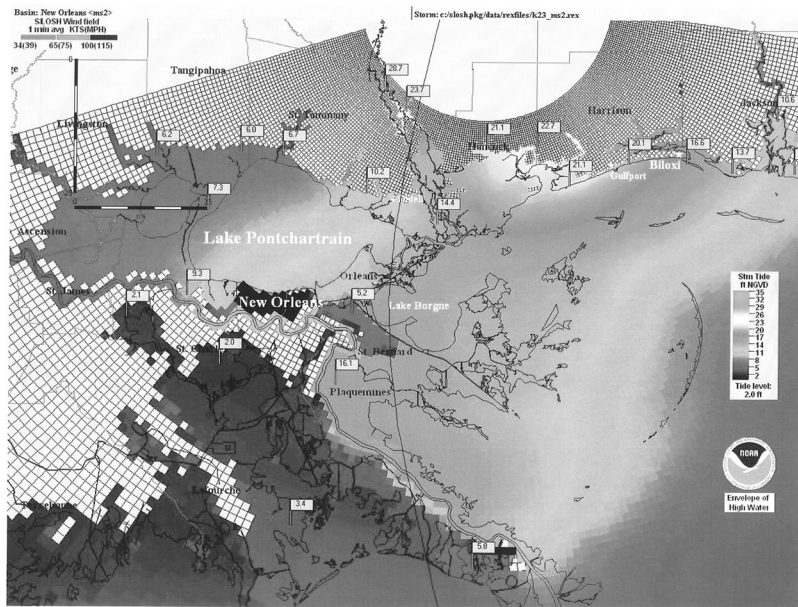 Basin: New Orleans <ms2>
SLOSH Wind field
1 min avg KTS(MPH)
34(39) 65(75) 100(115)
Storm: e:/slosh.pkg/data/rexfiles/k23_ms2.rex
0
Tangipahoa
28.7
23.7
Jackson
10.6
Harrison
Livingston
6.2
6.0
6.7
21.1
22.7
20.1
16.6
13.7
Hancock
21.1
Biloxi
Gulfport
10.2
7.3
0
14.4
Ascension
Lake Pontchartrain
9.3
Orleans
St. James
2.1
New Orleans
5.2
Lake Borgne
Stm Tide
ft NGVD
35
32
29
26
23
20
17
14
11
8
5
2
Tide level:
2.0 ft
2.0
St. Bernard
16.1
Plaquemines
NOAA
Envelope of
High Water
Lafourche
3.4
5.8